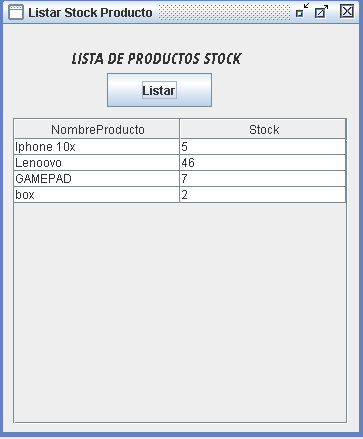 Listar Stock Producto
LISTA DE PRODUCTOS STOCK
Listar
NombreProducto Stock
Iphone 10x 5
Lenoovo 46
GAMEPAD 7
box 2